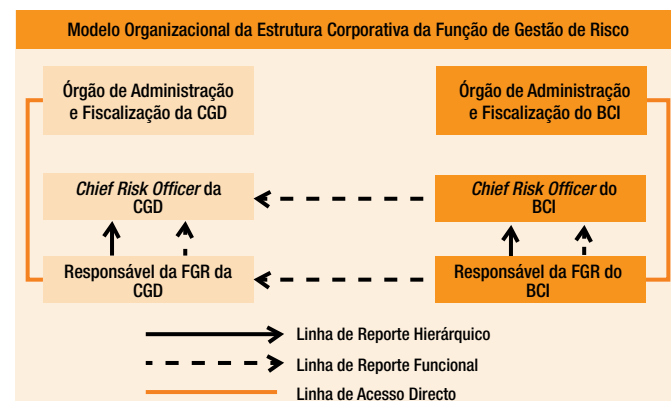 Modelo Organizacional da Estrutura Corporativa da Função de Gestão de Risco
Órgão de Administração
e Fiscalização da CGD
Órgão de Administração
e Fiscalização do BCI
Chief Risk Officer da
CGD
Chief Risk Officer do
BCI
Responsável da FGR da
CGD
Responsável da FGR do
BCI
Linha de Reporte Hierárquico
Linha de Reporte Funcional
Linha de Acesso Directo